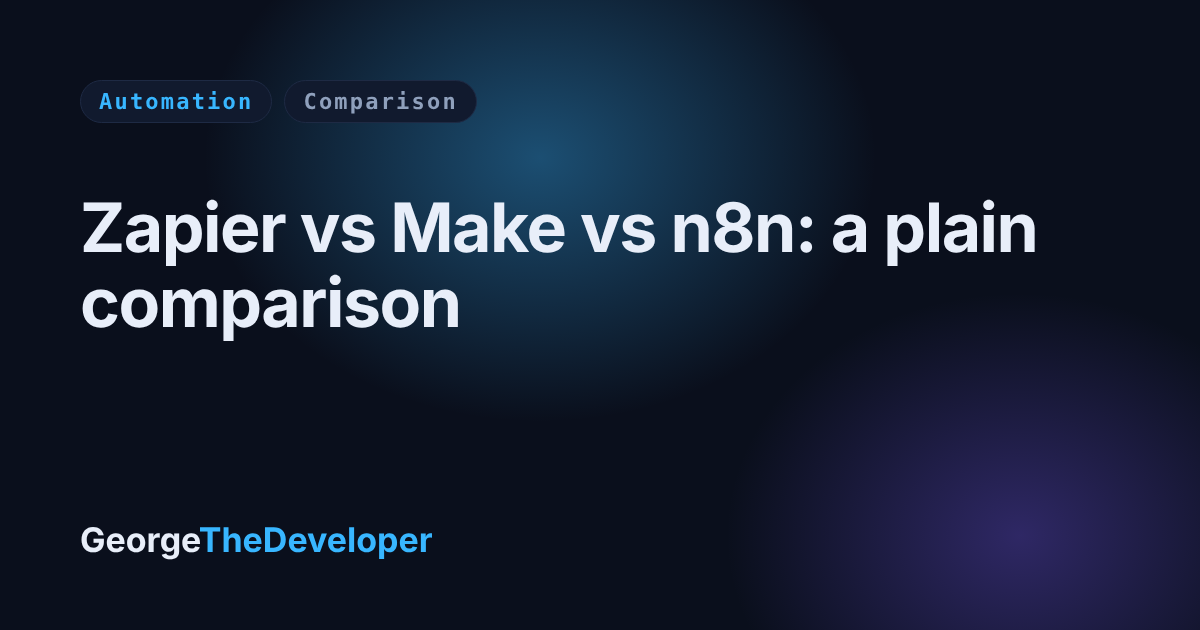 Automation Comparison
Zapier vs Make vs n8n: a plain
comparison
GeorgeTheDeveloper